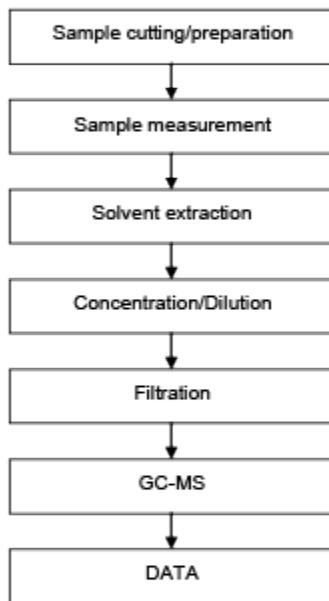 Sample cutting/preparation
Sample measurement
Solvent extraction
Concentration/Dilution
Filtration
GC-MS
DATA